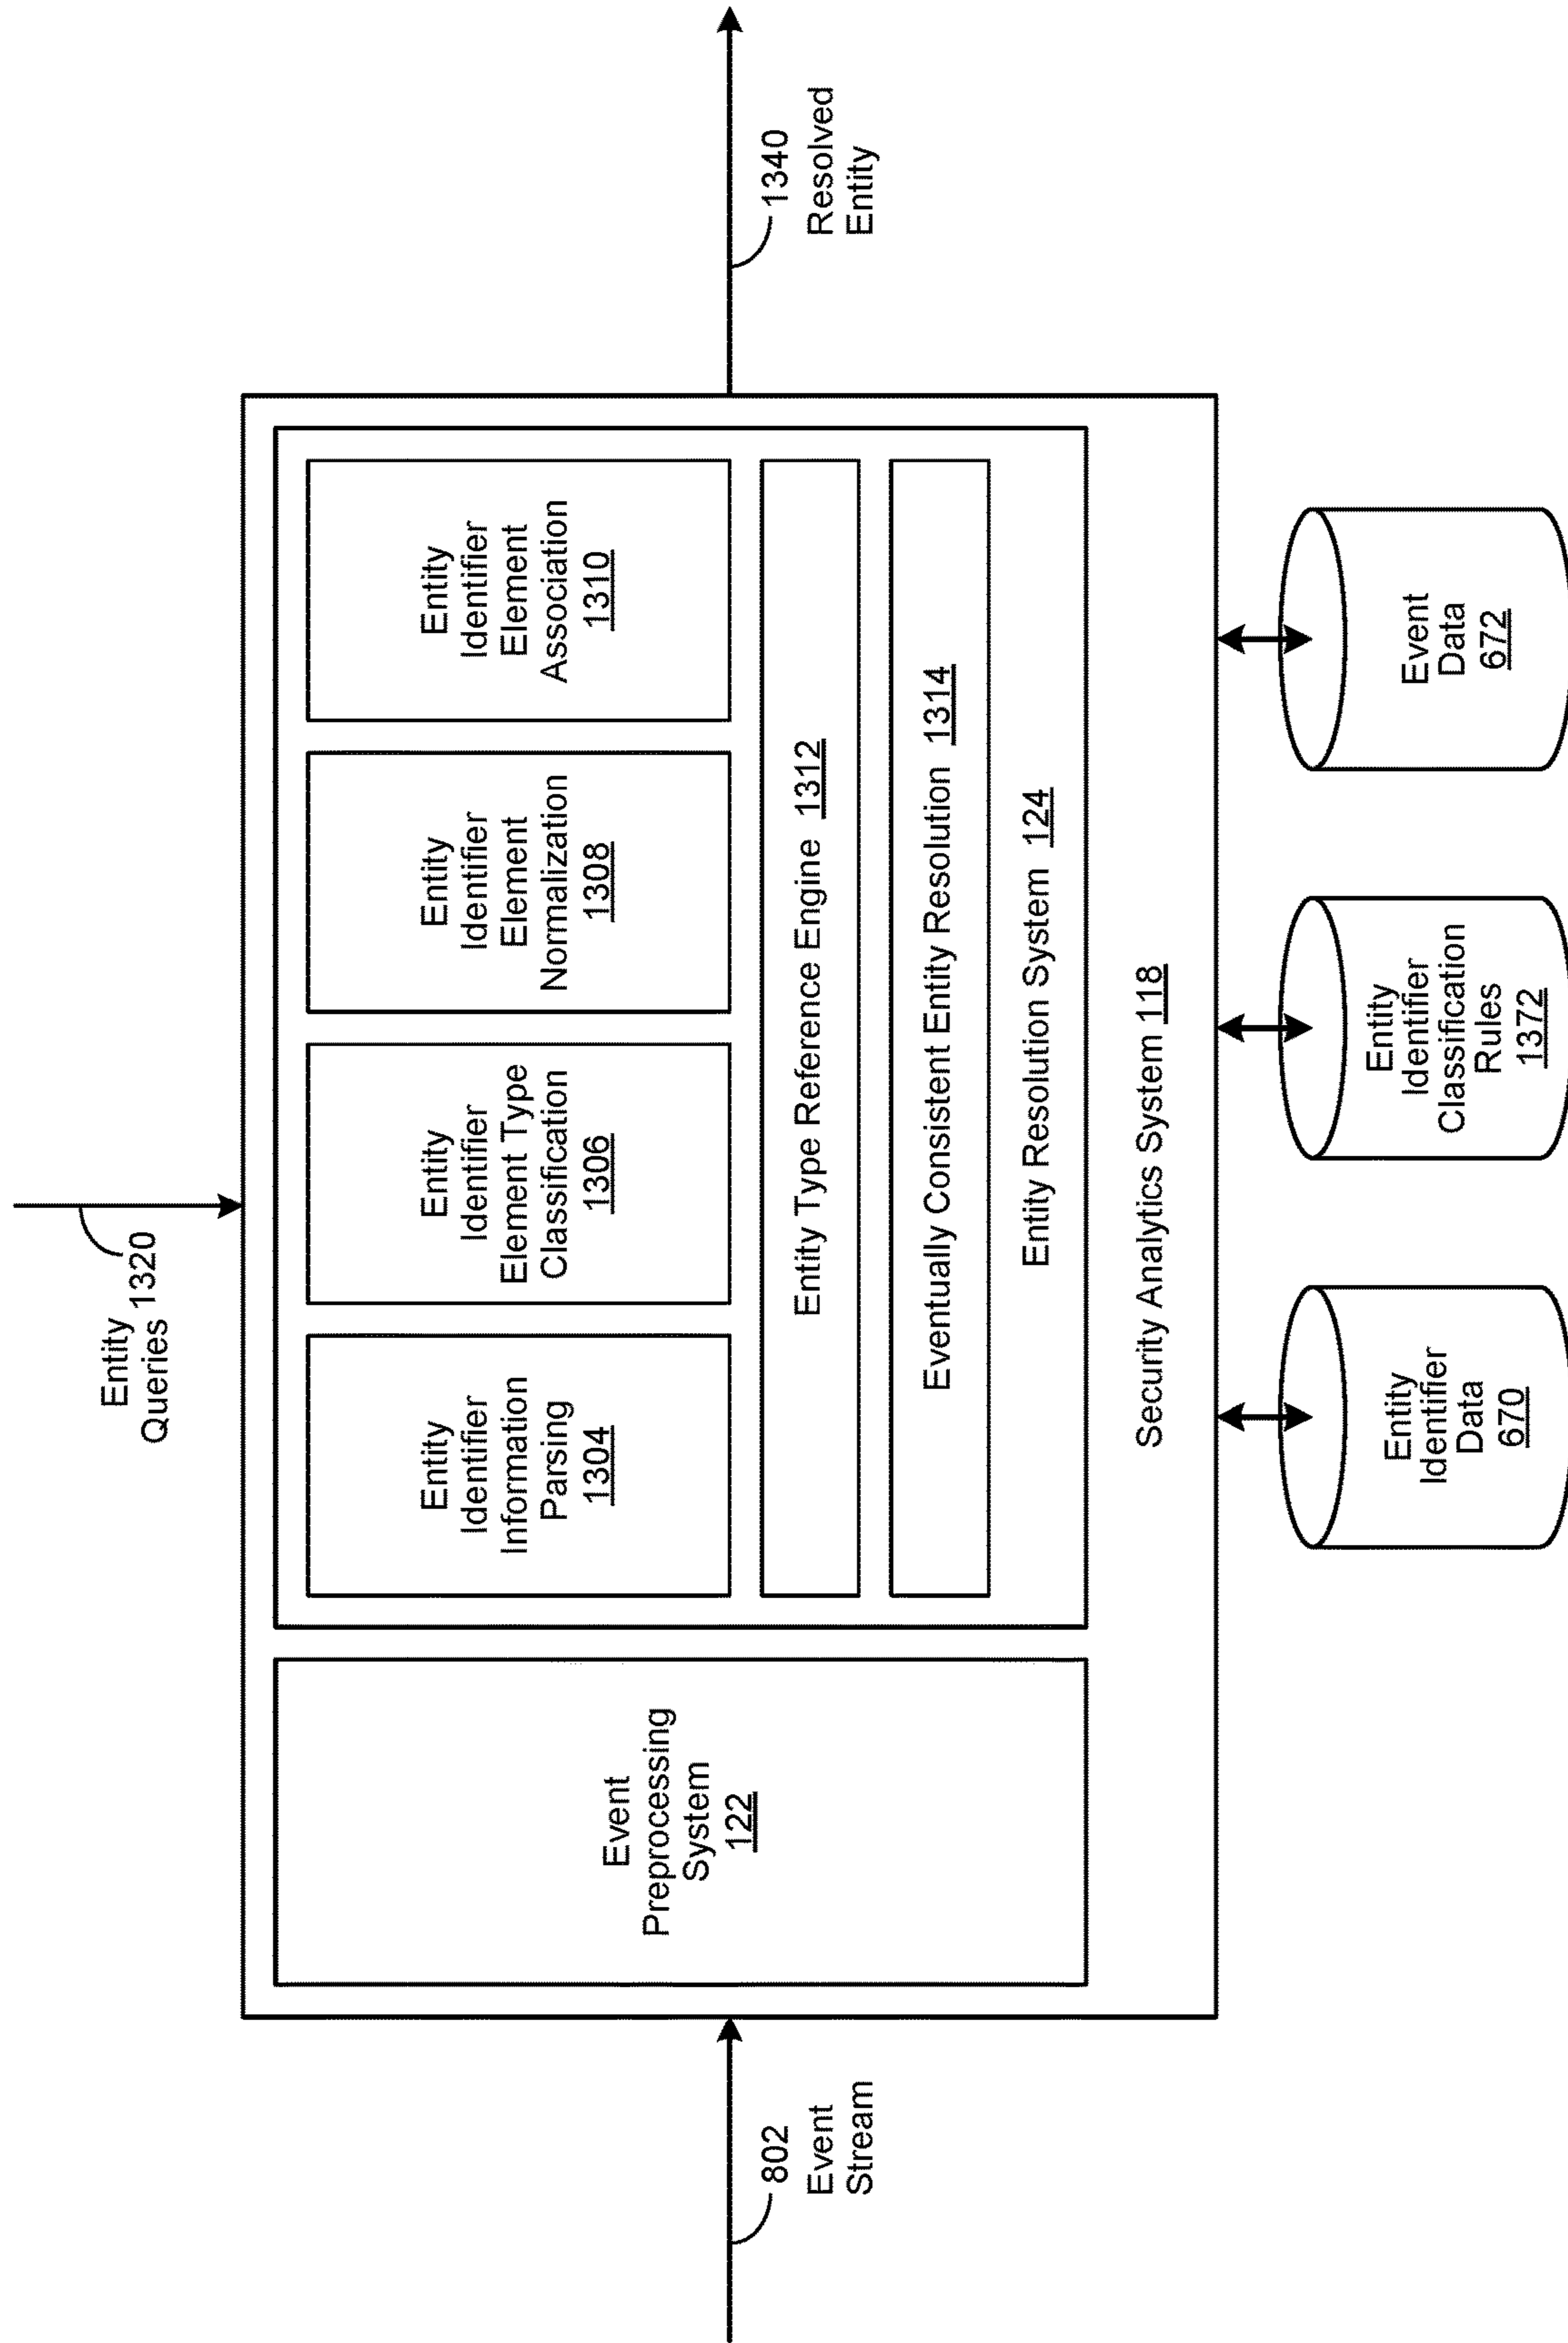 Entity
Queries 1320
802
Event
Stream
Event
Preprocessing
System
122
Entity
Identifier
Information
Parsing
1304
Entity
Identifier
Element Type
Classification
1306
Entity
Identifier
Element
Normalization
1308
Entity
Identifier
Element
Association
1310
Entity Type Reference Engine 1312
Eventually Consistent Entity Resolution 1314
Entity Resolution System 124
Security Analytics System 118
1340
Resolved
Entity
Entity
Identifier
Data
670
Entity
Identifier
Classification
Rules
1372
Event
Data
672